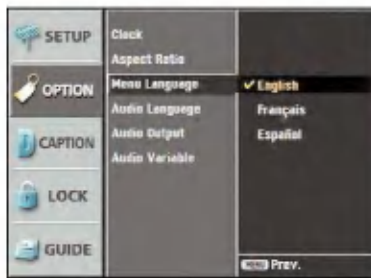 SETUP
OPTION
CAPTION
LOCK
GUIDE
Clock
Aspect Ratio
Menu Language
Audio Language
Audio Output
Audio Variable
✔ English
Français
Español
MENU Prev.